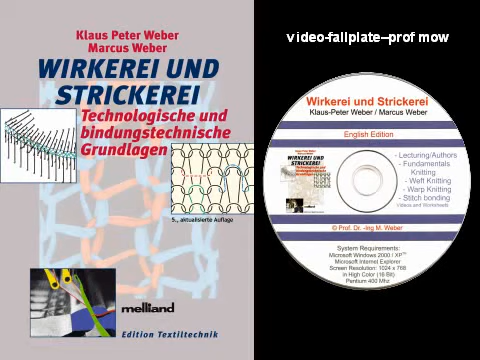 Klaus Peter Weber
Marcus Weber
WIRKEREI UND
STRICKEREI
Technologische und
bindungstechnische
Grundlagen
5., aktualisierte Auflage
melliand
Edition Textiltechnik
video-fallplate--prof mow
Wirkerei und Strickerei
Klaus-Peter Weber / Marcus Weber
English Edition
WIRKEREI UND
STRICKEREI
- Lecturing/Authors
- Fundamentals
Knitting
- Weft Knitting
- Warp Knitting
- Stitch bonding
Videos and Worksheets
© Prof. Dr. -Ing M. Weber
System Requirements:
Microsoft Windows 2000 / XP™
Microsoft Internet Explorer
Screen Resolution: 1024 x 768
in High Color (16 Bit)
Pentium 400 Mhz